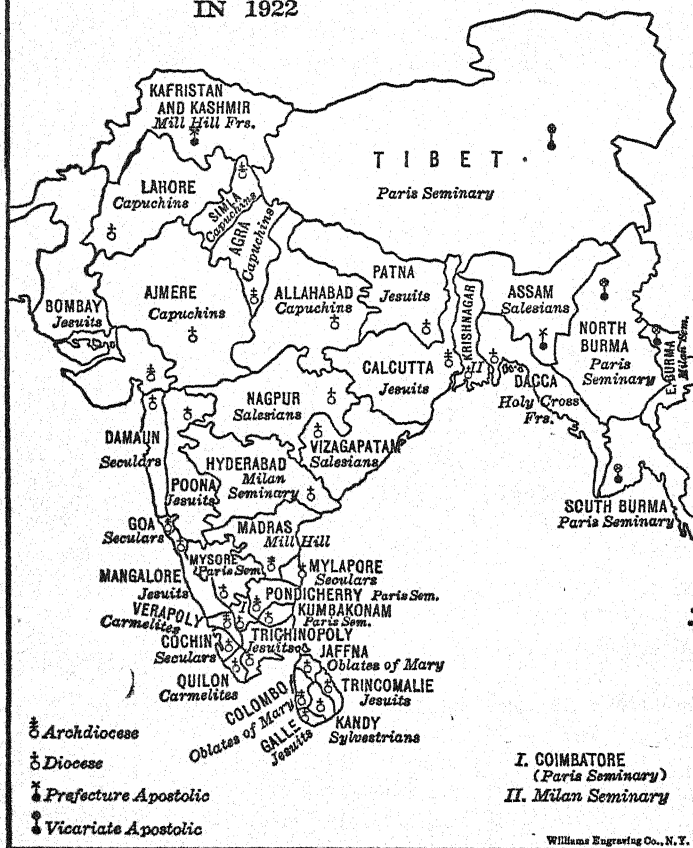 IN 1922
KAFRISTAN
AND KASHMIR
Mill Hill Frs.
TIBET
Paris Seminary
LAHORE
Capuchins
SIMLA
Capuchins
AGRA
Capuchins
BOMBAY
Jesuits
AJMERE
Capuchins
ALLAHABAD
Capuchins
PATNA
Jesuits
KRISHNAGAR
II
ASSAM
Salesians
NORTH
BURMA
Paris
Seminary
E. BURMA
Milan Sem.
CALCUTTA
Jesuits
DACCA
Holy Cross
Frs.
NAGPUR
Salesians
DAMAUN
Seculars
VIZAGAPATAM
Salesians
HYDERABAD
Milan
Seminary
POONA
Jesuits
SOUTH BURMA
Paris Seminary
GOA
Seculars
MADRAS
Mill Hill
MYSORE
Paris Sem.
MYLAPORE
Seculars
MANGALORE
Jesuits
PONDICHERRY Paris Sem.
I
KUMBAKONAM
Paris Sem.
VERAPOLY
Carmelites
COCHIN
Seculars
TRICHINOPOLY
Jesuits
JAFFNA
Oblates of Mary
QUILON
Carmelites
TRINCOMALIE
Jesuits
COLOMBO
Oblates of Mary
GALLE
Jesuits
KANDY
Sylvestrians
Archdiocese
Diocese
Prefecture Apostolic
Vicariate Apostolic
I. COIMBATORE
(Paris Seminary)
II. Milan Seminary
Williams Engraving Co., N.Y.